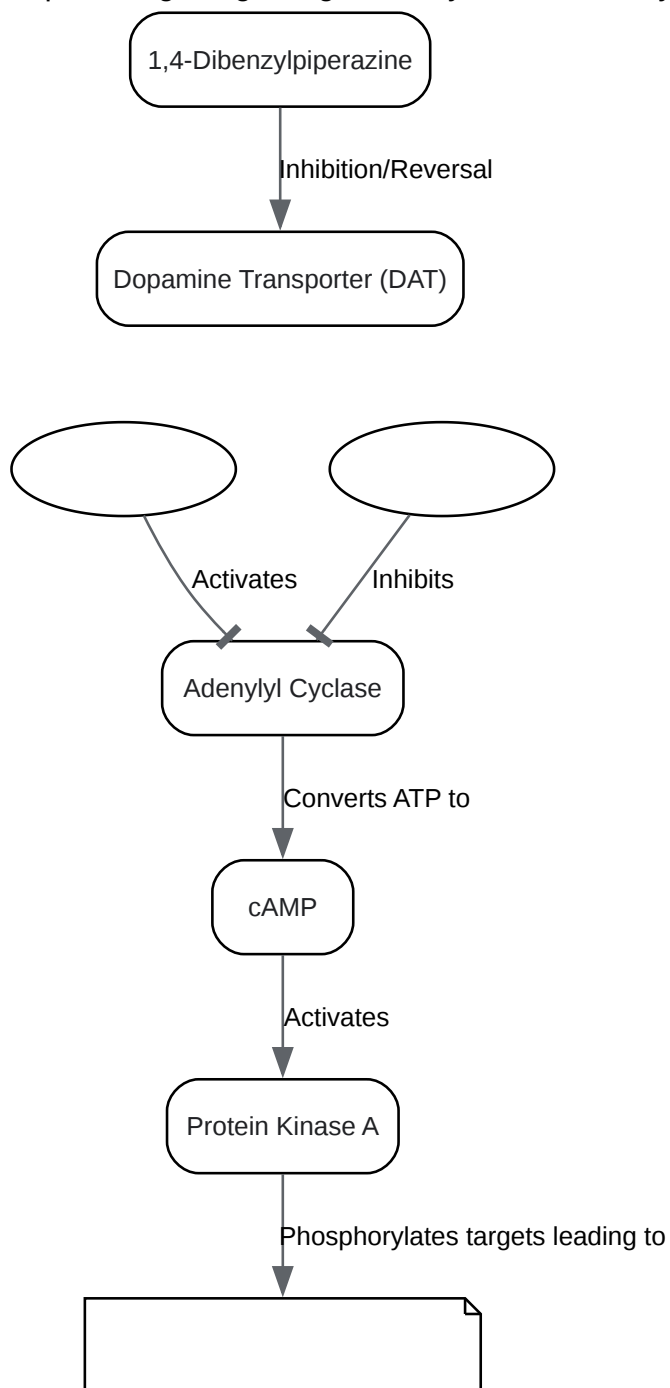 1,4-Dibenzylpiperazine
Inhibition/Reversal
Dopamine Transporter (DAT)
Activates
Inhibits
Adenylyl Cyclase
Converts ATP to
cAMP
Activates
Protein Kinase A
Phosphorylates targets leading to